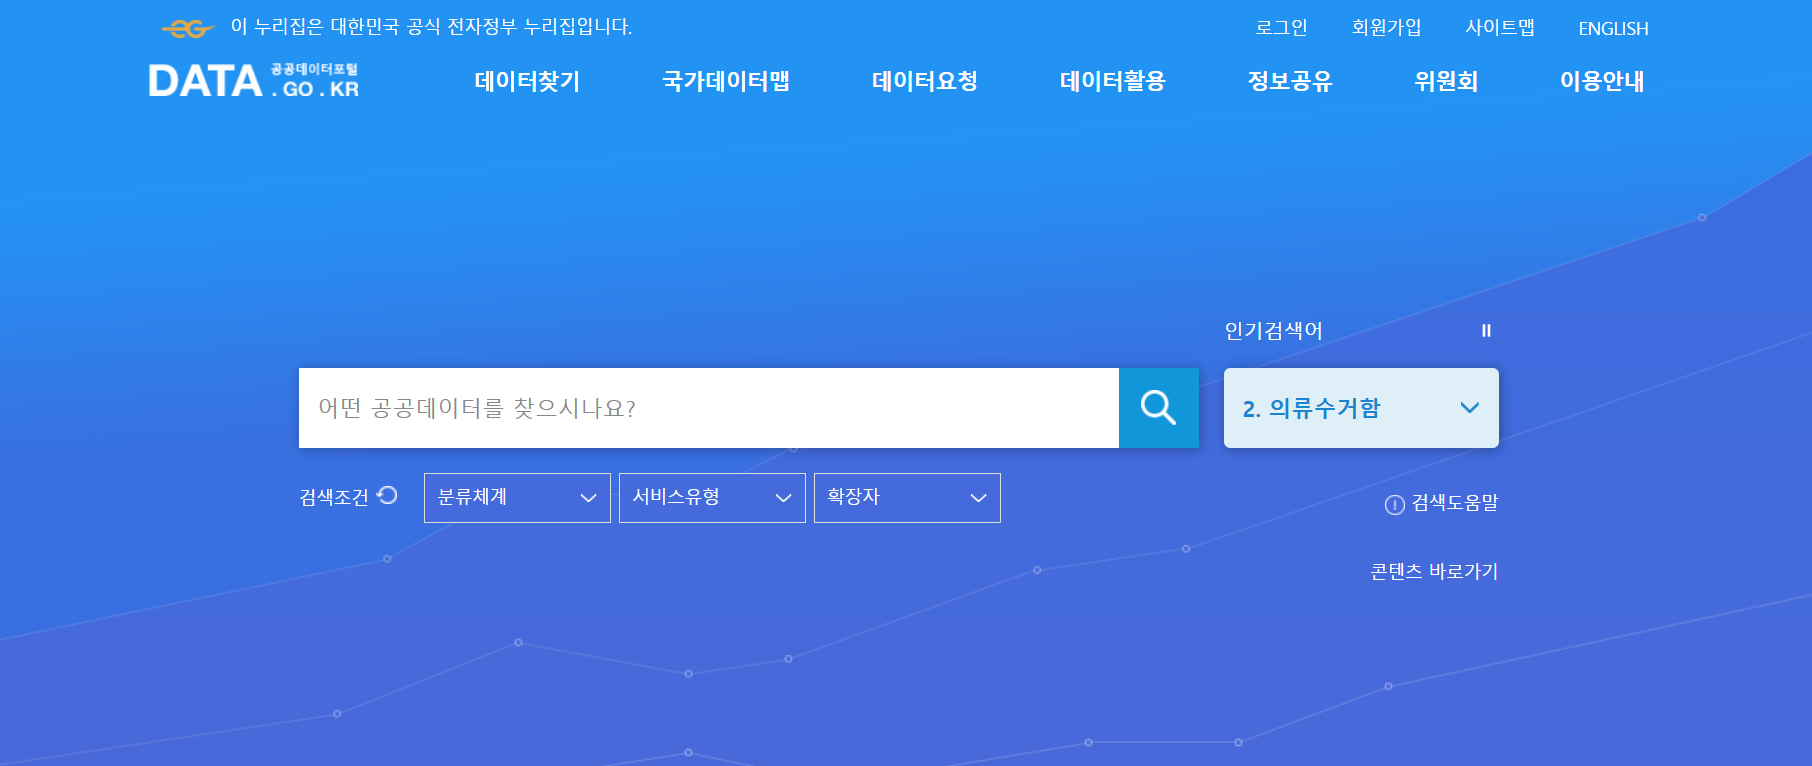 이 누리집은 대한민국 공식 전자정부 누리집입니다.
로그인 회원가입 사이트맵 ENGLISH
DATA 공공데이터포털
. GO . KR
데이터찾기 국가데이터맵 데이터요청 데이터활용 정보공유 위원회 이용안내
인기검색어
어떤 공공데이터를 찾으시나요?
2. 의류수거함
검색조건 분류체계 서비스유형 확장자
검색도움말
콘텐츠 바로가기